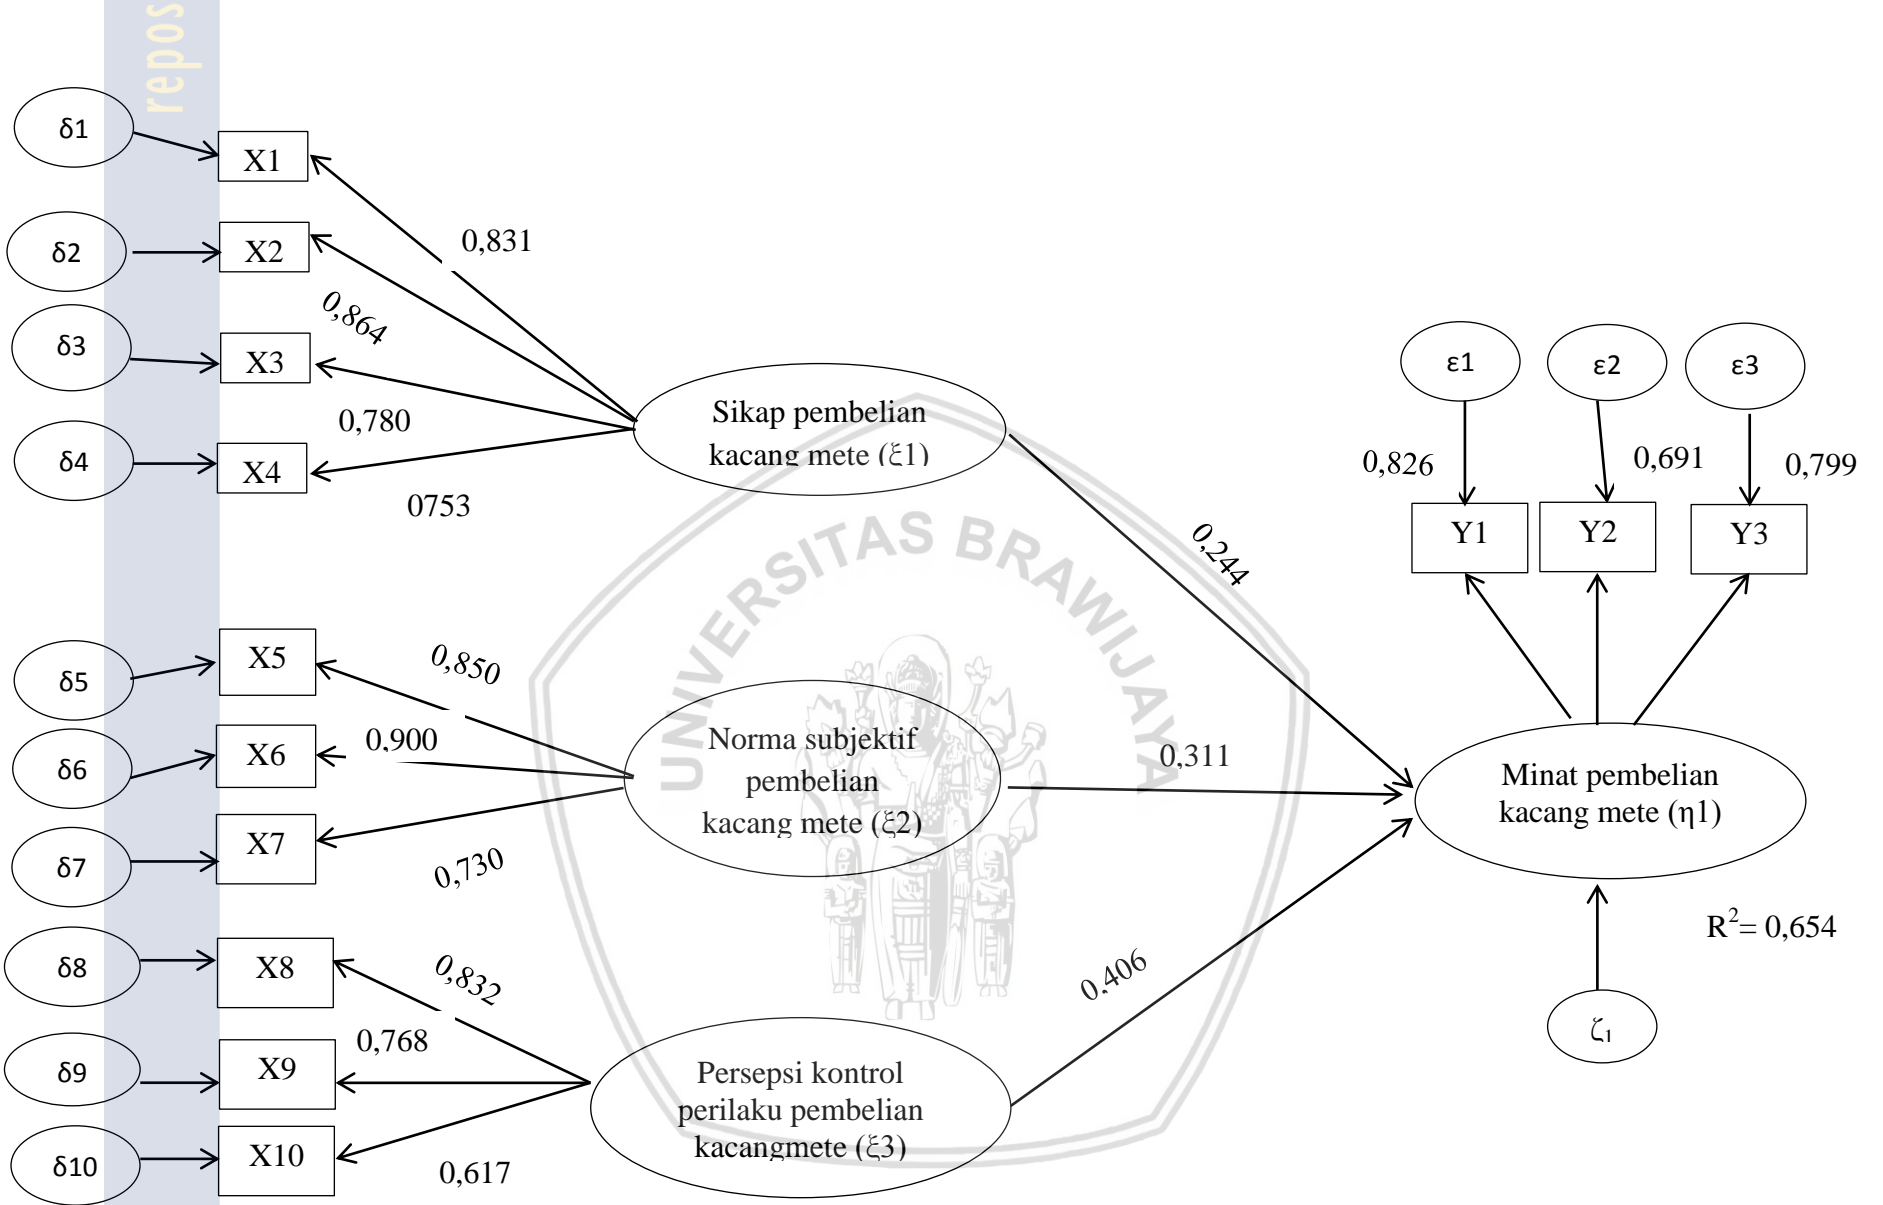 repos
δ1
X1
δ2
X2
0,831
0,864
δ3
X3
0,780
δ4
X4
0753
Sikap pembelian
kacang mete (ξ1)
ε1
ε2
ε3
0,826
0,691
0,799
Y1
Y2
Y3
0,244
UNIVERSITAS BRAWIJAYA
δ5
X5
0,850
δ6
X6
0,900
δ7
X7
0,730
Norma subjektif
pembelian
kacang mete (ξ2)
0,311
Minat pembelian
kacang mete (η1)
R²= 0,654
ζ₁
δ8
X8
0,832
δ9
X9
0,768
δ10
X10
0,617
Persepsi kontrol
perilaku pembelian
kacangmete (ξ3)
0,406